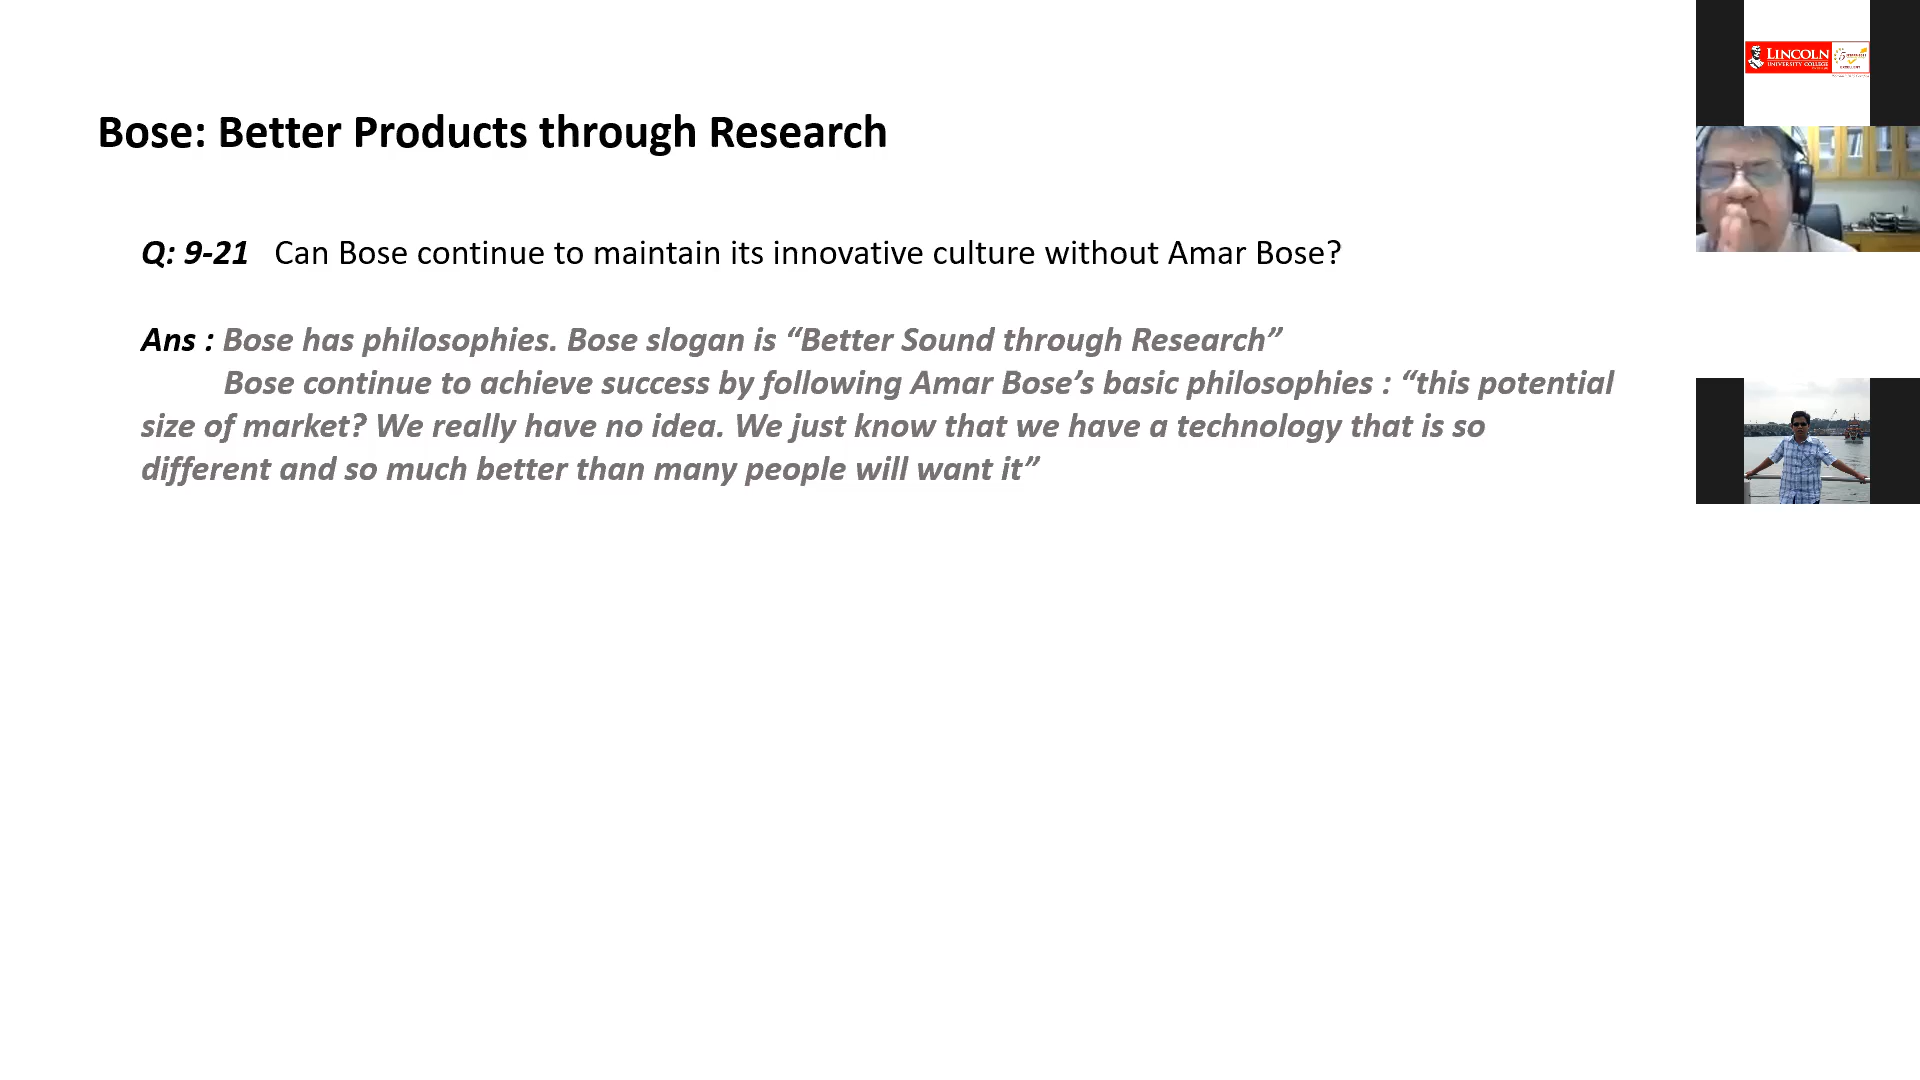 Bose: Better Products through Research
Q: 9-21 Can Bose continue to maintain its innovative culture without Amar Bose?
Ans : Bose has philosophies. Bose slogan is “Better Sound through Research”
Bose continue to achieve success by following Amar Bose’s basic philosophies : “this potential
size of market? We really have no idea. We just know that we have a technology that is so
different and so much better than many people will want it”
LINCOLN
UNIVERSITY COLLEGE